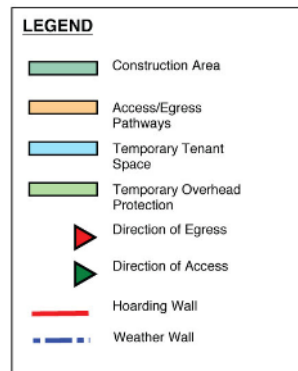 LEGEND
Construction Area
Access/Egress
Pathways
Temporary Tenant
Space
Temporary Overhead
Protection
Direction of Egress
Direction of Access
Hoarding Wall
Weather Wall